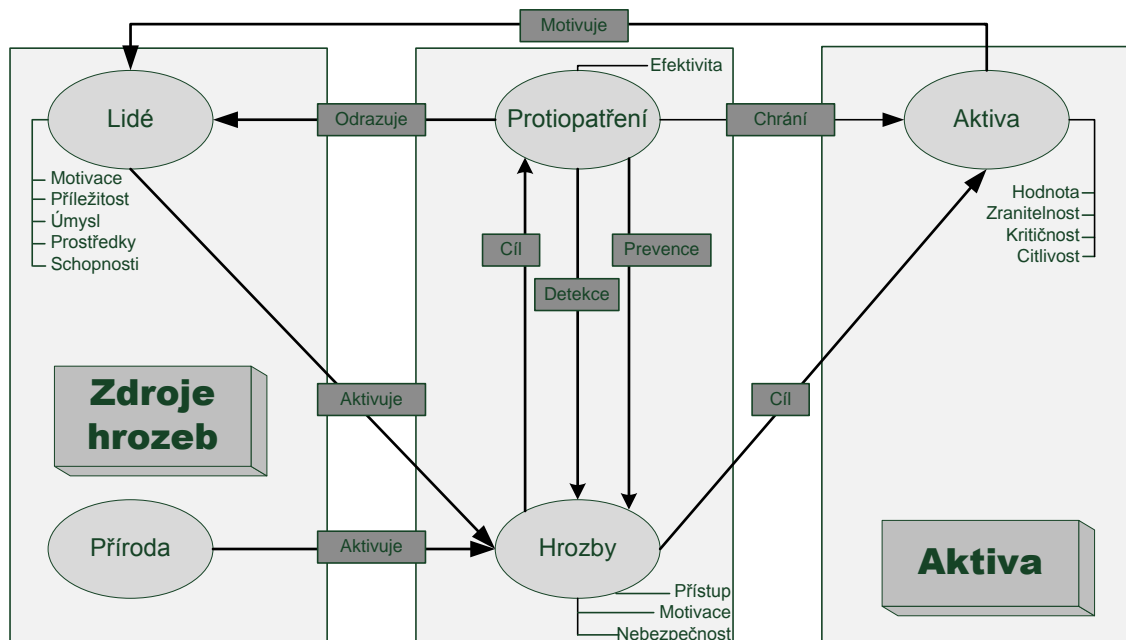 Motivuje
Efektivita
Lidé
Odrazuje
Protiopatření
Chrání
Aktiva
Motivace
Příležitost
Úmysl
Prostředky
Schopnosti
Hodnota
Zranitelnost
Kritičnost
Citlivost
Cíl
Prevence
Detekce
Zdroje
hrozeb
Aktivuje
Cíl
Příroda
Aktivuje
Hrozby
Aktiva
Přístup
Motivace
Nebezpečnost